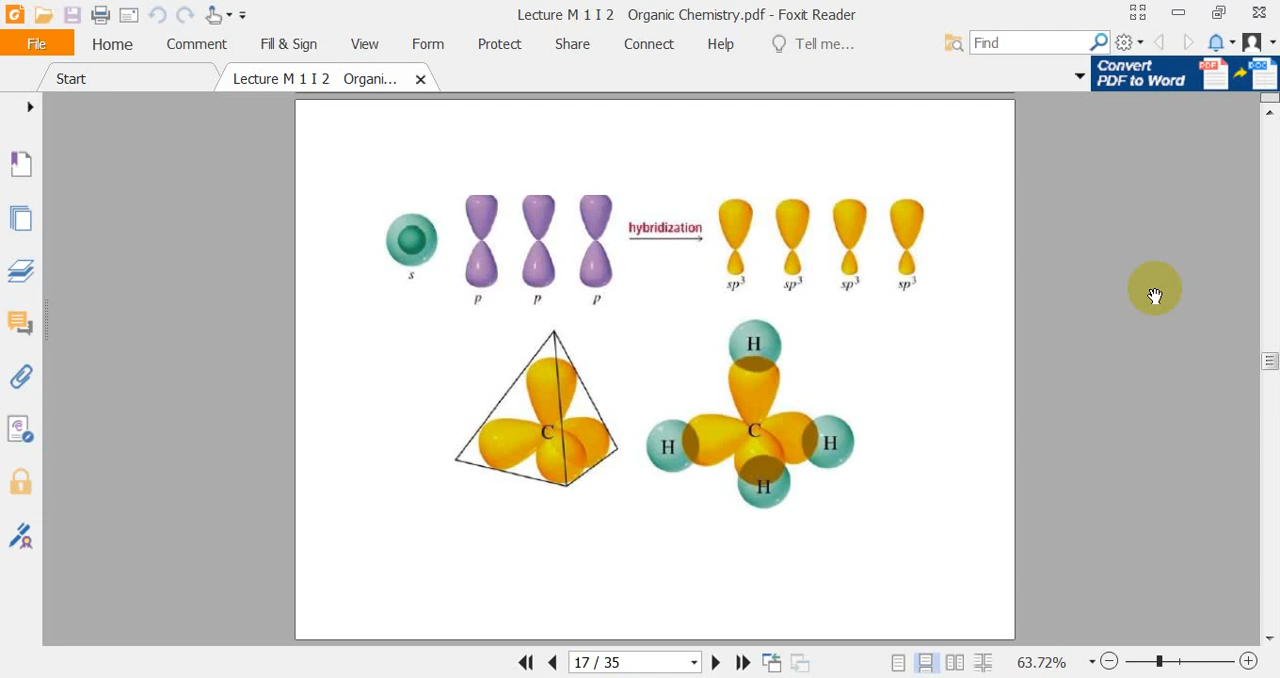 Lecture M 1 I 2 Organic Chemistry.pdf - Foxit Reader
File Home Comment Fill & Sign View Form Protect Share Connect Help Tell me... Find
Start Lecture M 1 I 2 Organi...
Convert
PDF to Word
PDF DOC
hybridization
s p p p sp³ sp³ sp³ sp³
H
C C
H H
H
17 / 35 63.72%